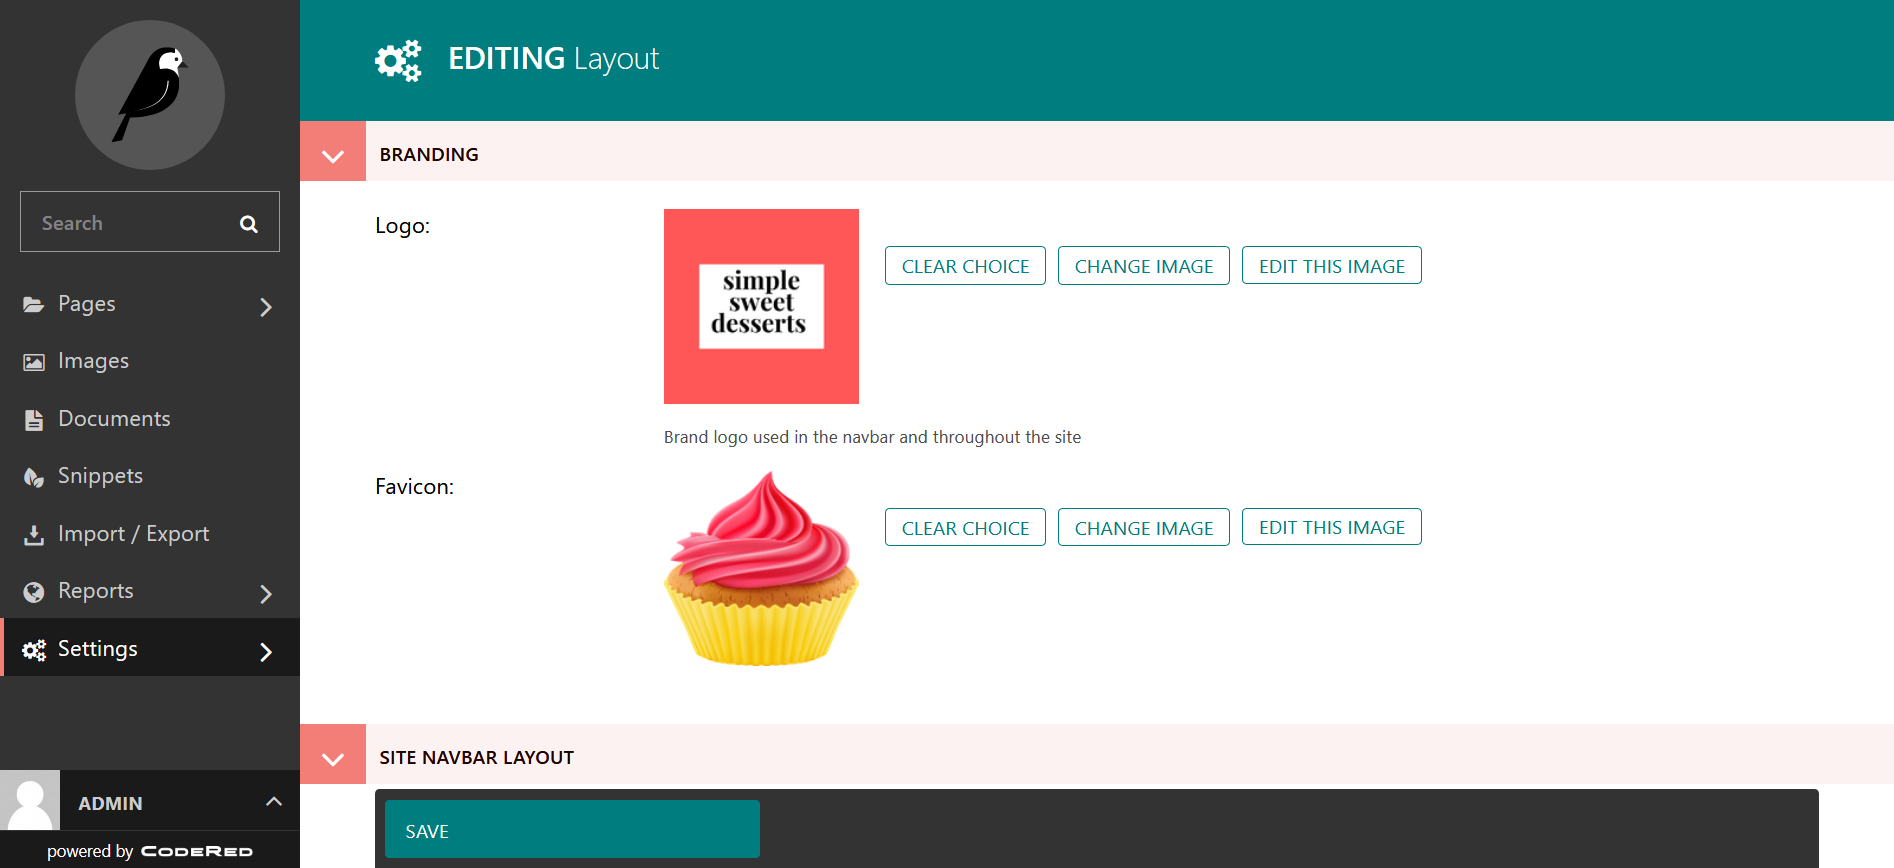 Search
Pages
Images
Documents
Snippets
Import / Export
Reports
Settings
ADMIN
powered by CODERED
EDITING Layout
BRANDING
Logo:
simple
sweet
desserts
CLEAR CHOICE
CHANGE IMAGE
EDIT THIS IMAGE
Brand logo used in the navbar and throughout the site
Favicon:
CLEAR CHOICE
CHANGE IMAGE
EDIT THIS IMAGE
SITE NAVBAR LAYOUT
SAVE